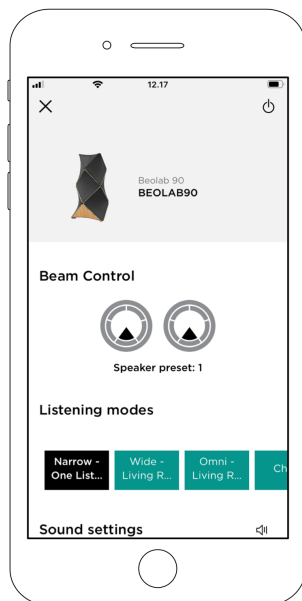 12.17
Beolab 90
BEOLAB90
Beam Control
Speaker preset: 1
Listening modes
Narrow -
One List...
Wide -
Living R...
Omni -
Living R...
Ch
Sound settings